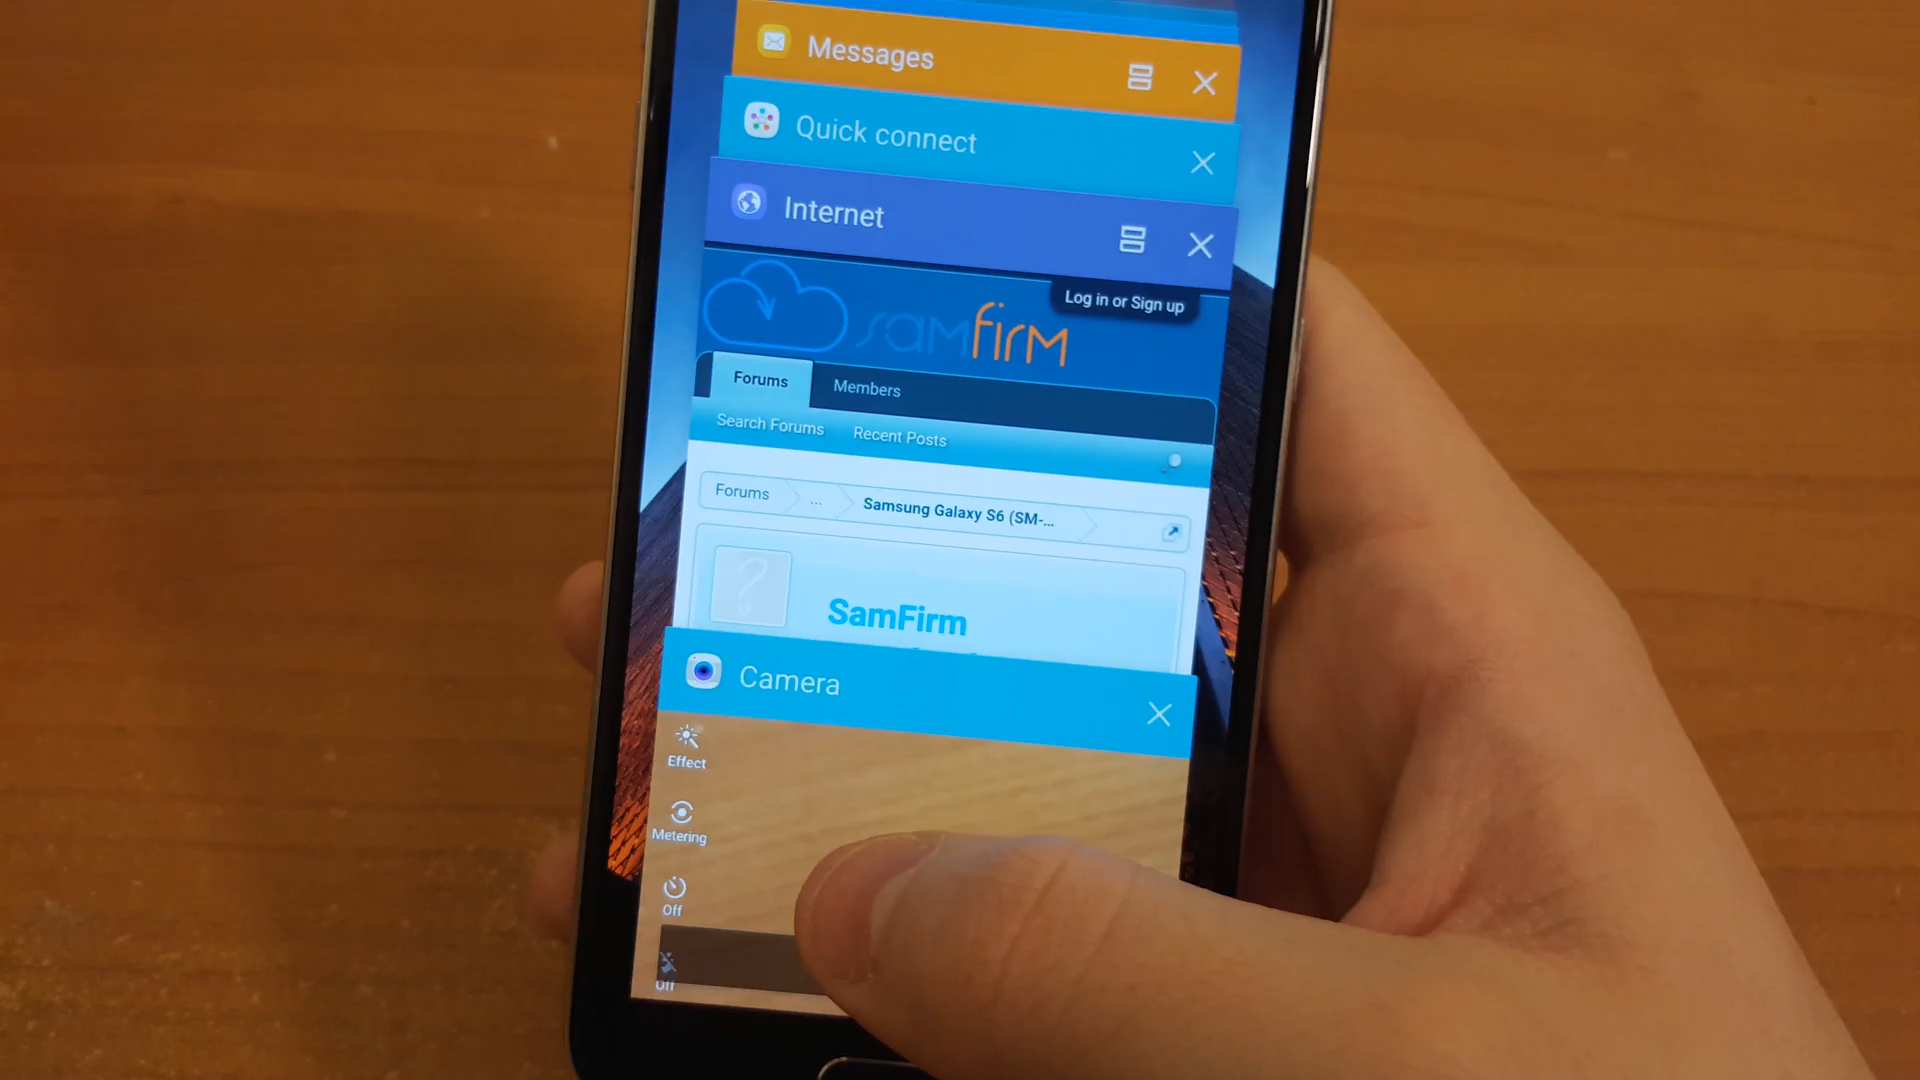 Messages
Quick connect
Internet
Log in or Sign up
samfirm
Forums Members
Search Forums Recent Posts
Forums ... Samsung Galaxy S6 (SM-...
?
SamFirm
Camera
Effect
Metering
Off
Off